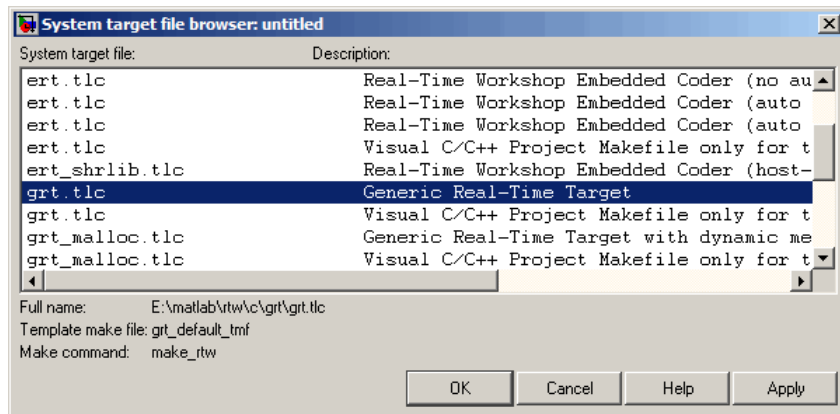 System target file browser: untitled
System target file: Description:
ert.tlc Real-Time Workshop Embedded Coder (no au
ert.tlc Real-Time Workshop Embedded Coder (auto
ert.tlc Real-Time Workshop Embedded Coder (auto
ert.tlc Visual C/C++ Project Makefile only for t
ert_shrlib.tlc Real-Time Workshop Embedded Coder (host-
grt.tlc Generic Real-Time Target
grt.tlc Visual C/C++ Project Makefile only for t
grt_malloc.tlc Generic Real-Time Target with dynamic me
grt_malloc.tlc Visual C/C++ Project Makefile only for t
Full name: E:\matlab\rtw\c\grt\grt.tlc
Template make file: grt_default_tmf
Make command: make_rtw
OK Cancel Help Apply